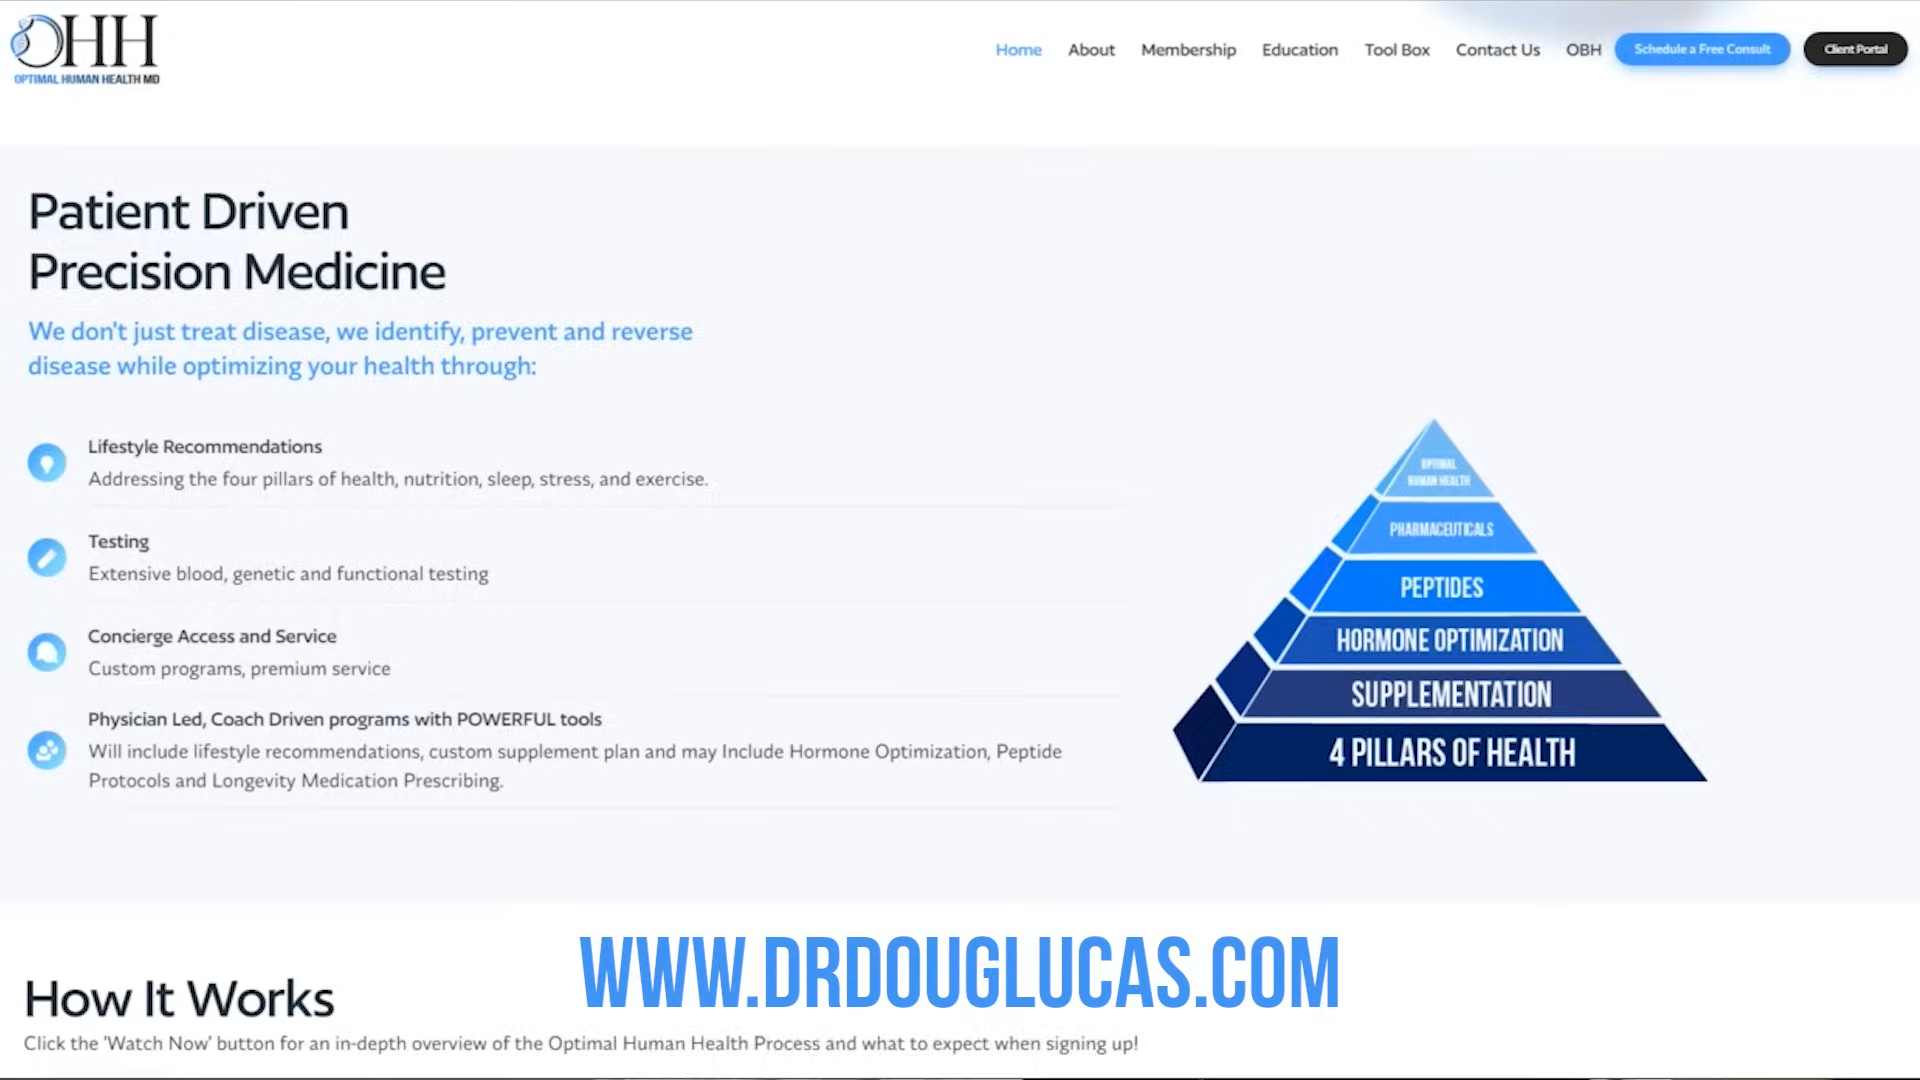 OHH
OPTIMAL HUMAN HEALTH MD
Home About Membership Education Tool Box Contact Us OBH Schedule a Free Consult Client Portal
Patient Driven
Precision Medicine
We don't just treat disease, we identify, prevent and reverse
disease while optimizing your health through:
Lifestyle Recommendations
Addressing the four pillars of health, nutrition, sleep, stress, and exercise.
Testing
Extensive blood, genetic and functional testing
Concierge Access and Service
Custom programs, premium service
Physician Led, Coach Driven programs with POWERFUL tools
Will include lifestyle recommendations, custom supplement plan and may Include Hormone Optimization, Peptide
Protocols and Longevity Medication Prescribing.
OPTIMAL
HUMAN HEALTH
PHARMACEUTICALS
PEPTIDES
HORMONE OPTIMIZATION
SUPPLEMENTATION
4 PILLARS OF HEALTH
WWW.DRDOUGLUCAS.COM
How It Works
Click the 'Watch Now' button for an in-depth overview of the Optimal Human Health Process and what to expect when signing up!